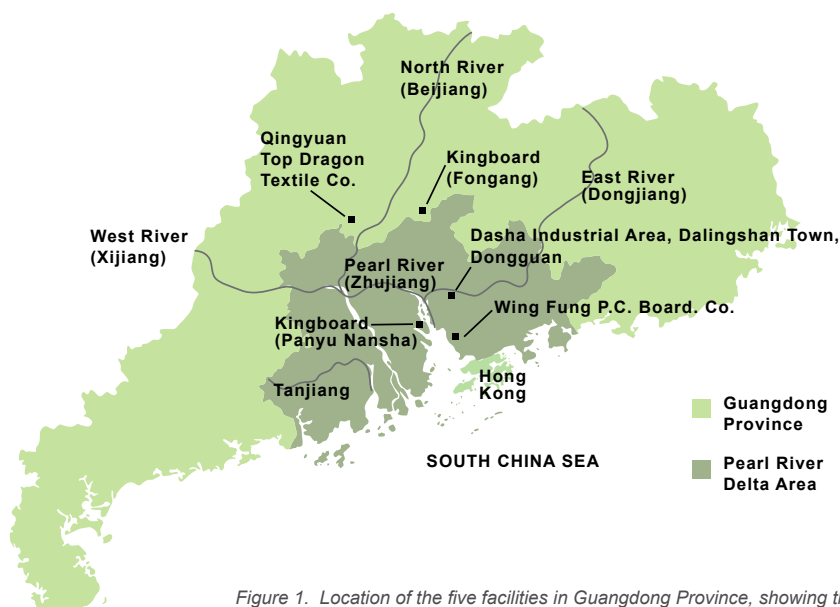 North River
(Beijiang)
Qingyuan
Top Dragon
Textile Co.
Kingboard
(Fongang)
East River
(Dongjiang)
West River
(Xijiang)
Dasha Industrial Area, Dalingshan Town,
Dongguan
Pearl River
(Zhujiang)
Wing Fung P.C. Board. Co.
Kingboard
(Panyu Nansha)
Tanjiang
Hong
Kong
Guangdong
Province
SOUTH CHINA SEA
Pearl River
Delta Area
Figure 1. Location of the five facilities in Guangdong Province, showing